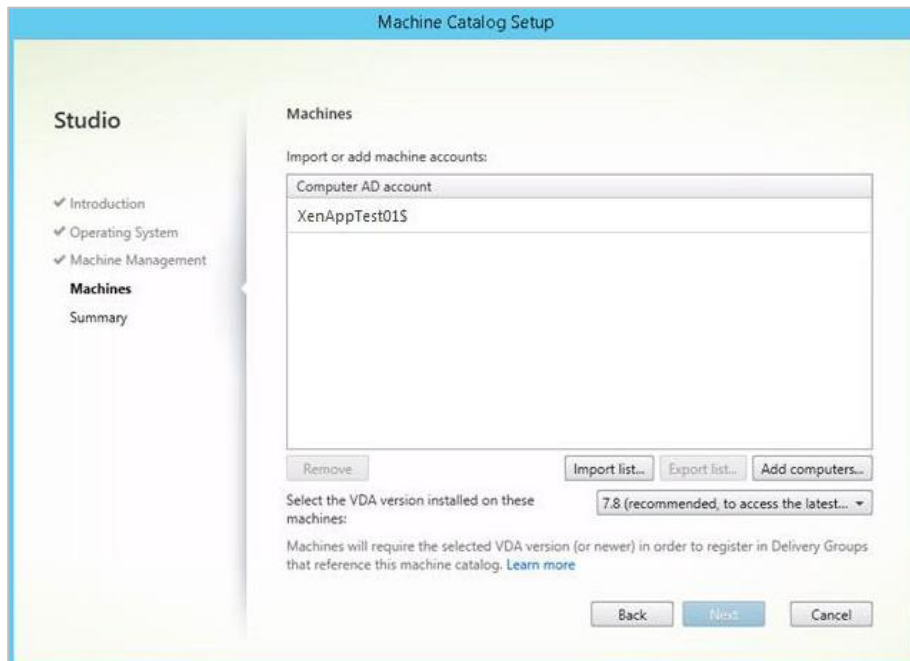 Machine Catalog Setup
Studio
✔ Introduction
✔ Operating System
✔ Machine Management
Machines
Summary
Machines
Import or add machine accounts:
Computer AD account
XenAppTest01$
Remove
Import list...
Export list...
Add computers...
Select the VDA version installed on these
machines:
7.8 (recommended, to access the latest...
Machines will require the selected VDA version (or newer) in order to register in Delivery Groups
that reference this machine catalog. Learn more
Back
Next
Cancel